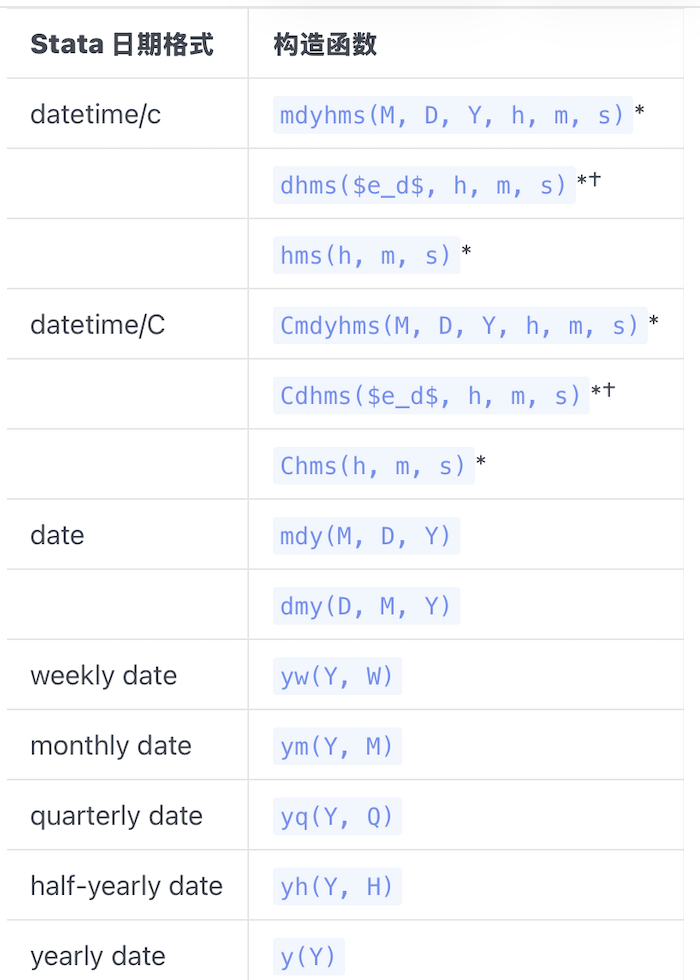 Stata 日期格式 构造函数
datetime/c mdyhms(M, D, Y, h, m, s)*
dhms($e_d$, h, m, s)*†
hms(h, m, s)*
datetime/C Cmdyhms(M, D, Y, h, m, s)*
Cdhms($e_d$, h, m, s)*†
Chms(h, m, s)*
date mdy(M, D, Y)
dmy(D, M, Y)
weekly date yw(Y, W)
monthly date ym(Y, M)
quarterly date yq(Y, Q)
half-yearly date yh(Y, H)
yearly date y(Y)